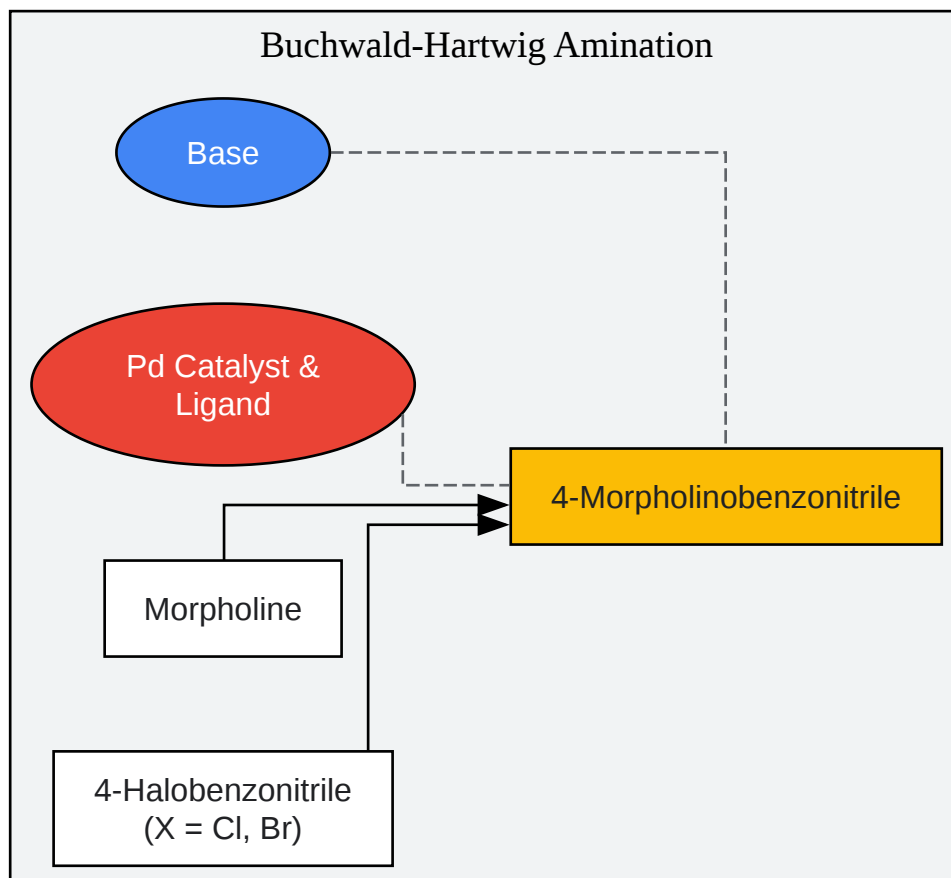 Buchwald-Hartwig Amination
Base
Pd Catalyst &
Ligand
4-Morpholinobenzonitrile
Morpholine
4-Halobenzonitrile
(X = Cl, Br)